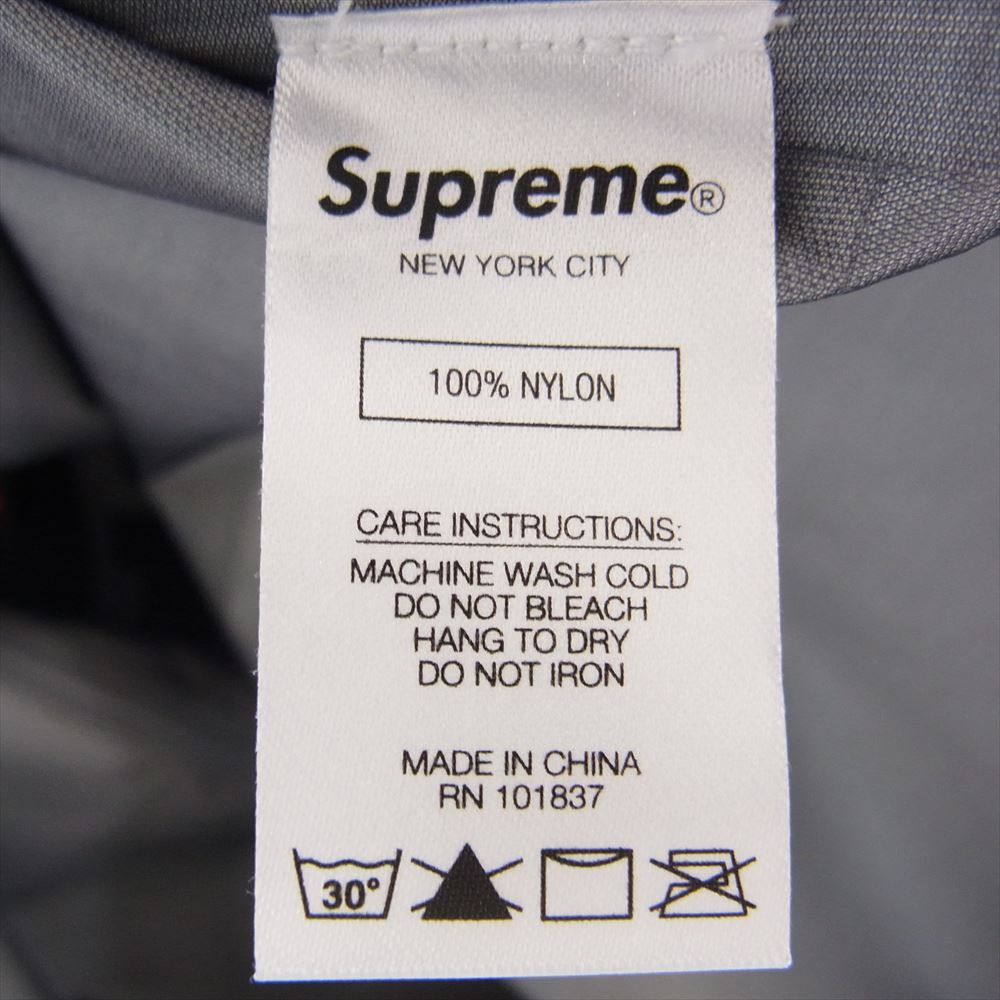 Supreme®
NEW YORK CITY
100% NYLON
CARE INSTRUCTIONS:
MACHINE WASH COLD
DO NOT BLEACH
HANG TO DRY
DO NOT IRON
MADE IN CHINA
RN 101837
30°